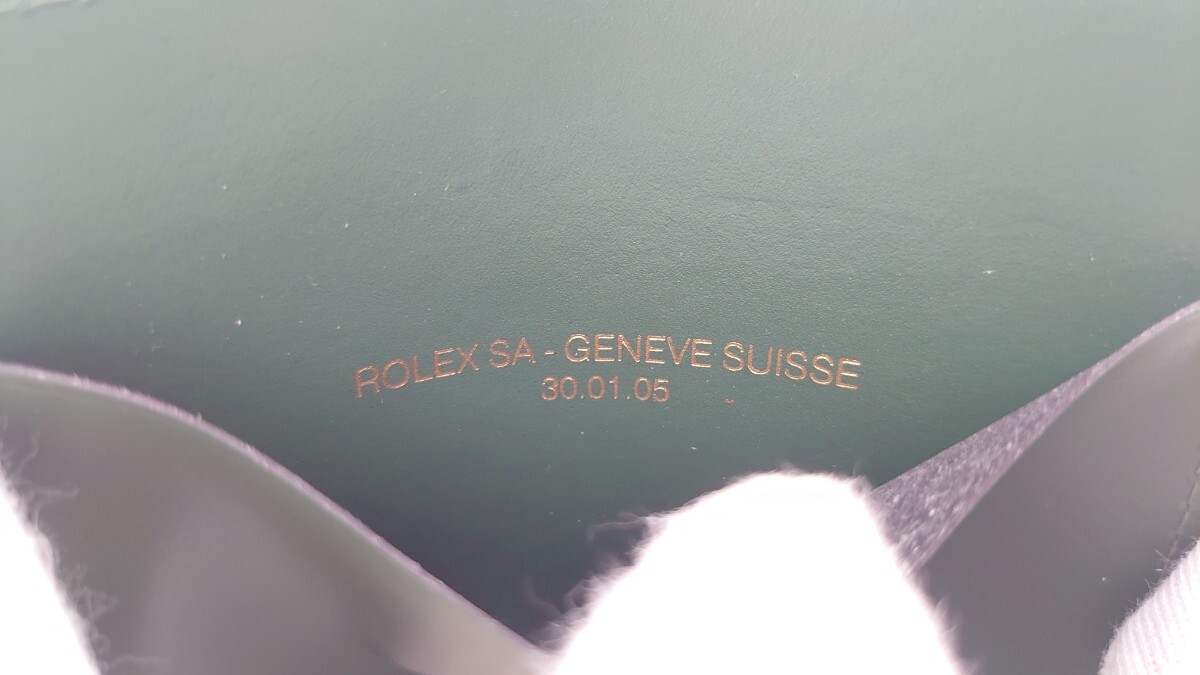 ROLEX SA - GENEVE SUISSE
30.01.05